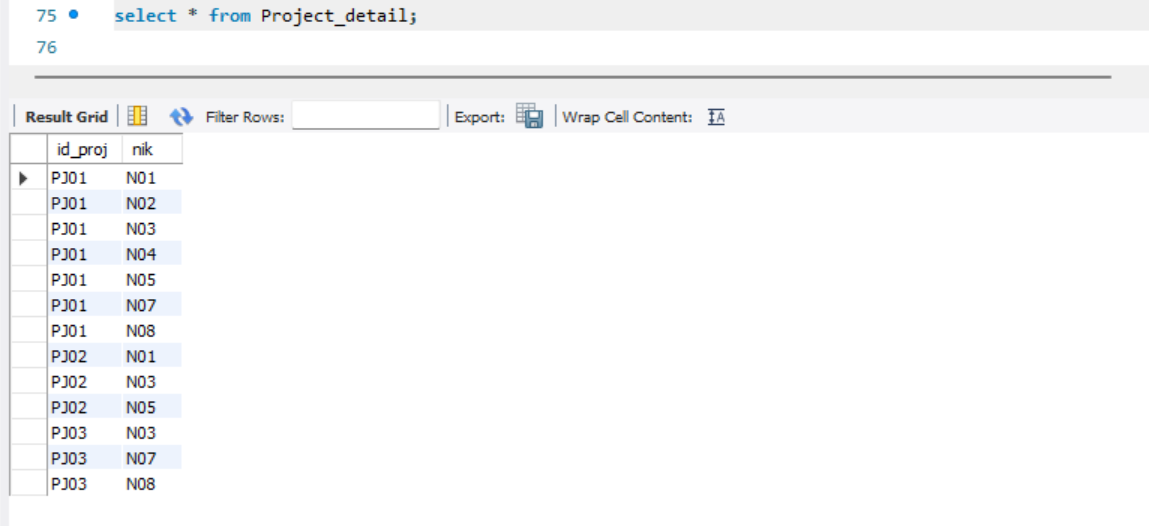 75 select * from Project_detail;
76
Result Grid Filter Rows: Export: Wrap Cell Content: IA
id_proj nik
PJ01 N01
PJ01 N02
PJ01 N03
PJ01 N04
PJ01 N05
PJ01 N07
PJ01 N08
PJ02 N01
PJ02 N03
PJ02 N05
PJ03 N03
PJ03 N07
PJ03 N08